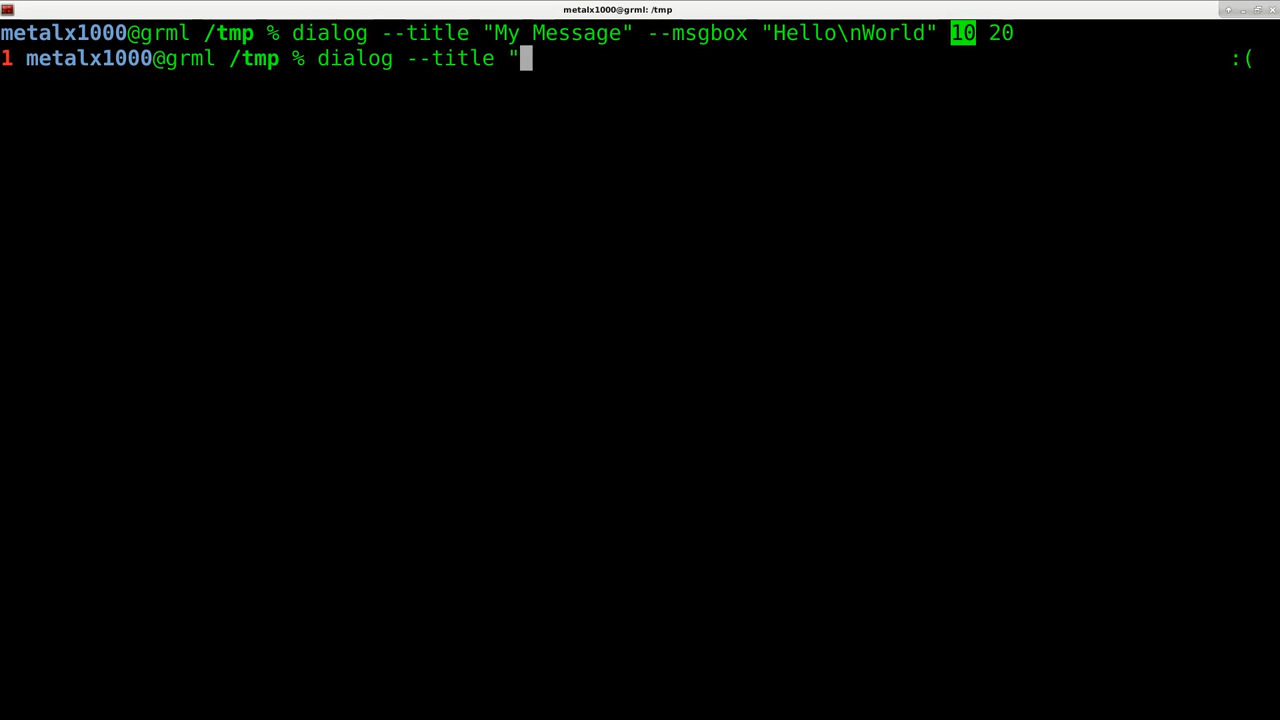 metalx1000@grml: /tmp
metalx1000@grml /tmp % dialog --title "My Message" --msgbox "Hello\nWorld" 10 20
1 metalx1000@grml /tmp % dialog --title " :(